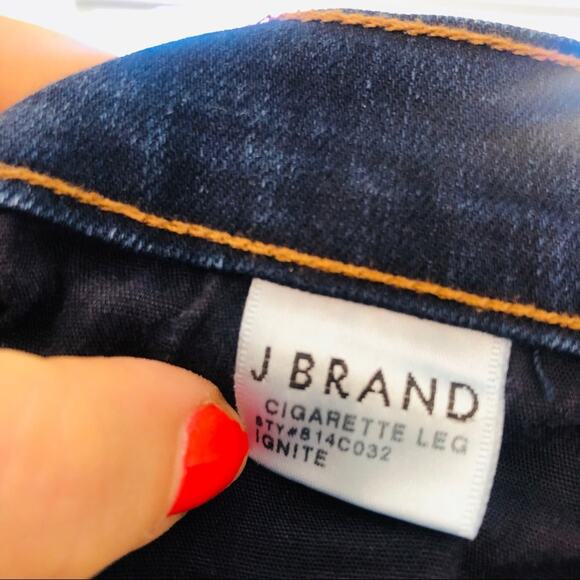 J BRAND
CIGARETTE LEG
STY#814C032
IGNITE